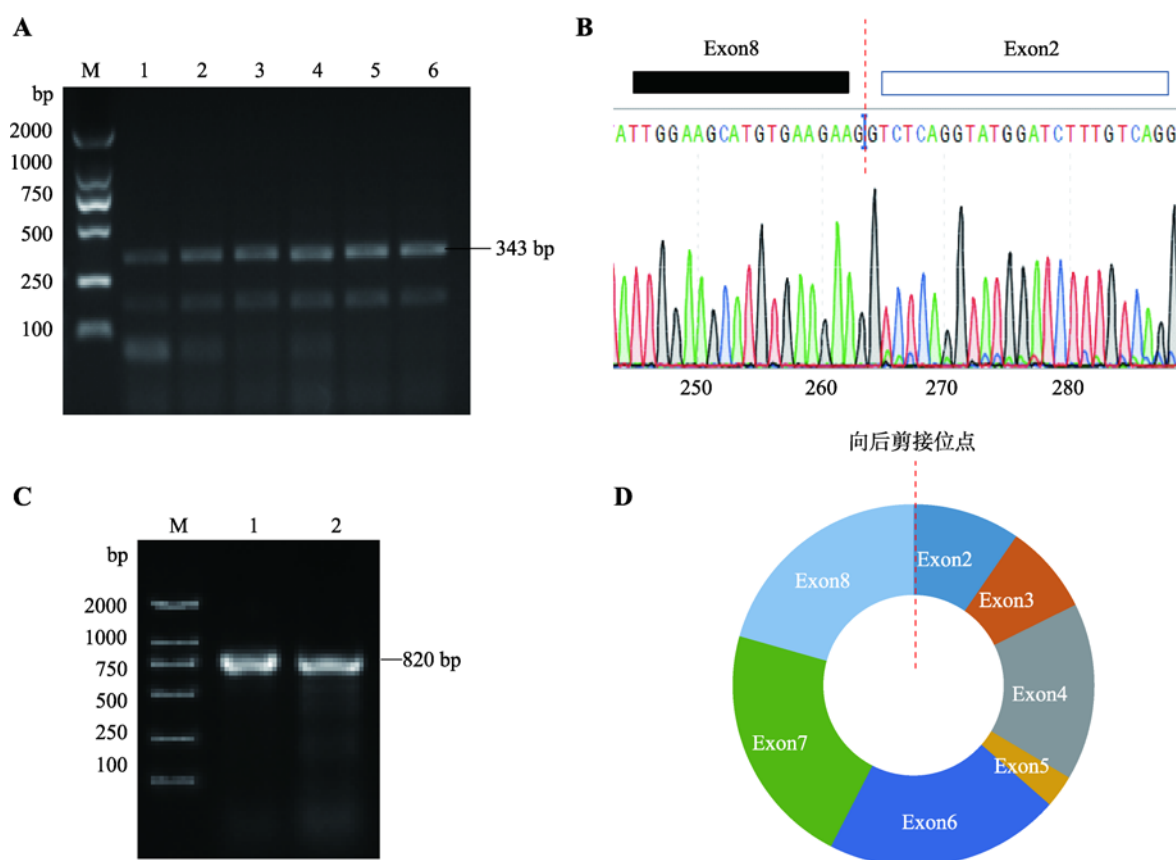 A
M 1 2 3 4 5 6
bp
2000
1000
750
500
250
100
343 bp
B
Exon8 Exon2
ATTGGAAGCATGTGAAGAAGGTCTCAGGTATGGATCTTTGTCAGG
250 260 270 280
C
M 1 2
bp
2000
1000
750
500
250
100
820 bp
向后剪接位点
D
Exon2
Exon3
Exon4
Exon5
Exon6
Exon7
Exon8